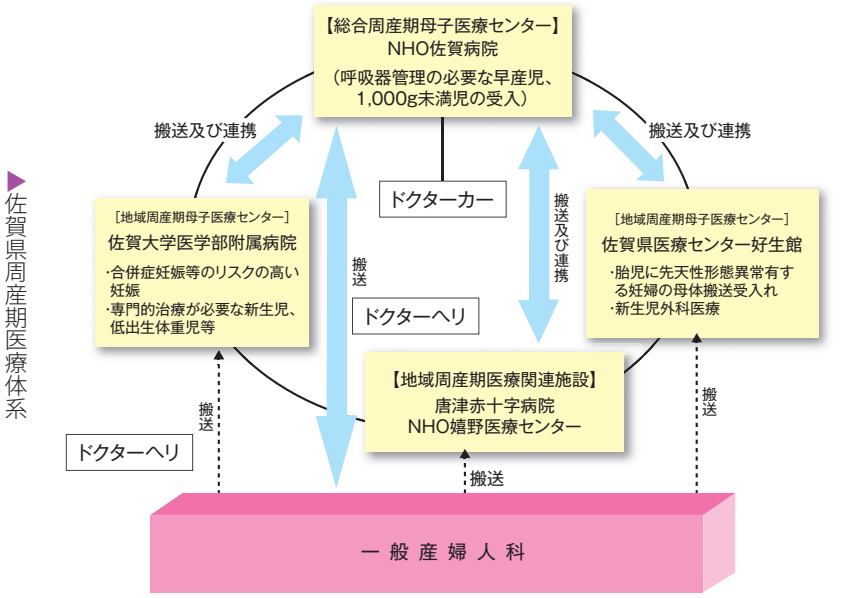 【総合周産期母子医療センター】
NHO佐賀病院
（呼吸器管理の必要な早産児、
1,000g未満児の受入）
搬送及び連携
搬送及び連携
ドクターカー
▶佐賀県周産期医療体系
［地域周産期母子医療センター］
佐賀大学医学部附属病院
・合併症妊娠等のリスクの高い
妊娠
・専門的治療が必要な新生児、
低出生体重児等
搬送
ドクターヘリ
搬送及び連携
［地域周産期母子医療センター］
佐賀県医療センター好生館
・胎児に先天性形態異常有す
る妊婦の母体搬送受入れ
・新生児外科医療
【地域周産期医療関連施設】
唐津赤十字病院
NHO嬉野医療センター
搬送
ドクターヘリ
搬送
搬送
一般産婦人科